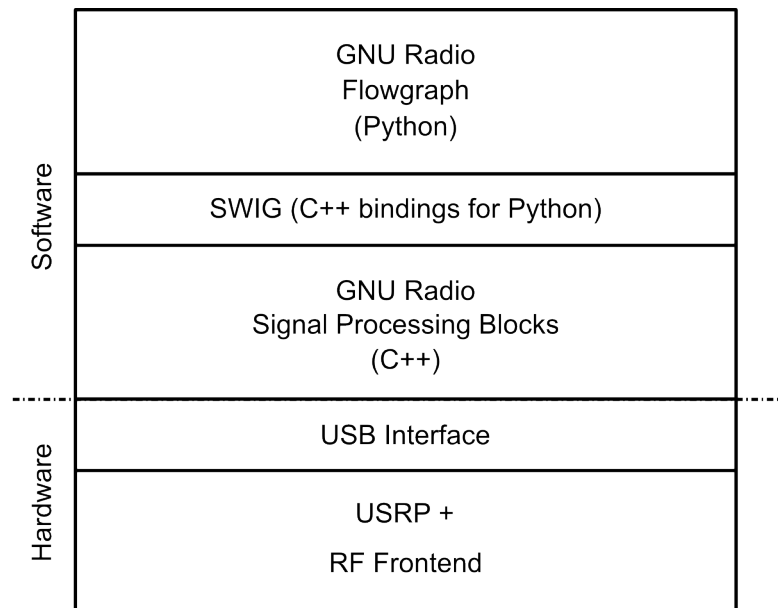 GNU Radio
Flowgraph
(Python)
SWIG (C++ bindings for Python)
GNU Radio
Signal Processing Blocks
(C++)
USB Interface
USRP +
RF Frontend
Software
Hardware